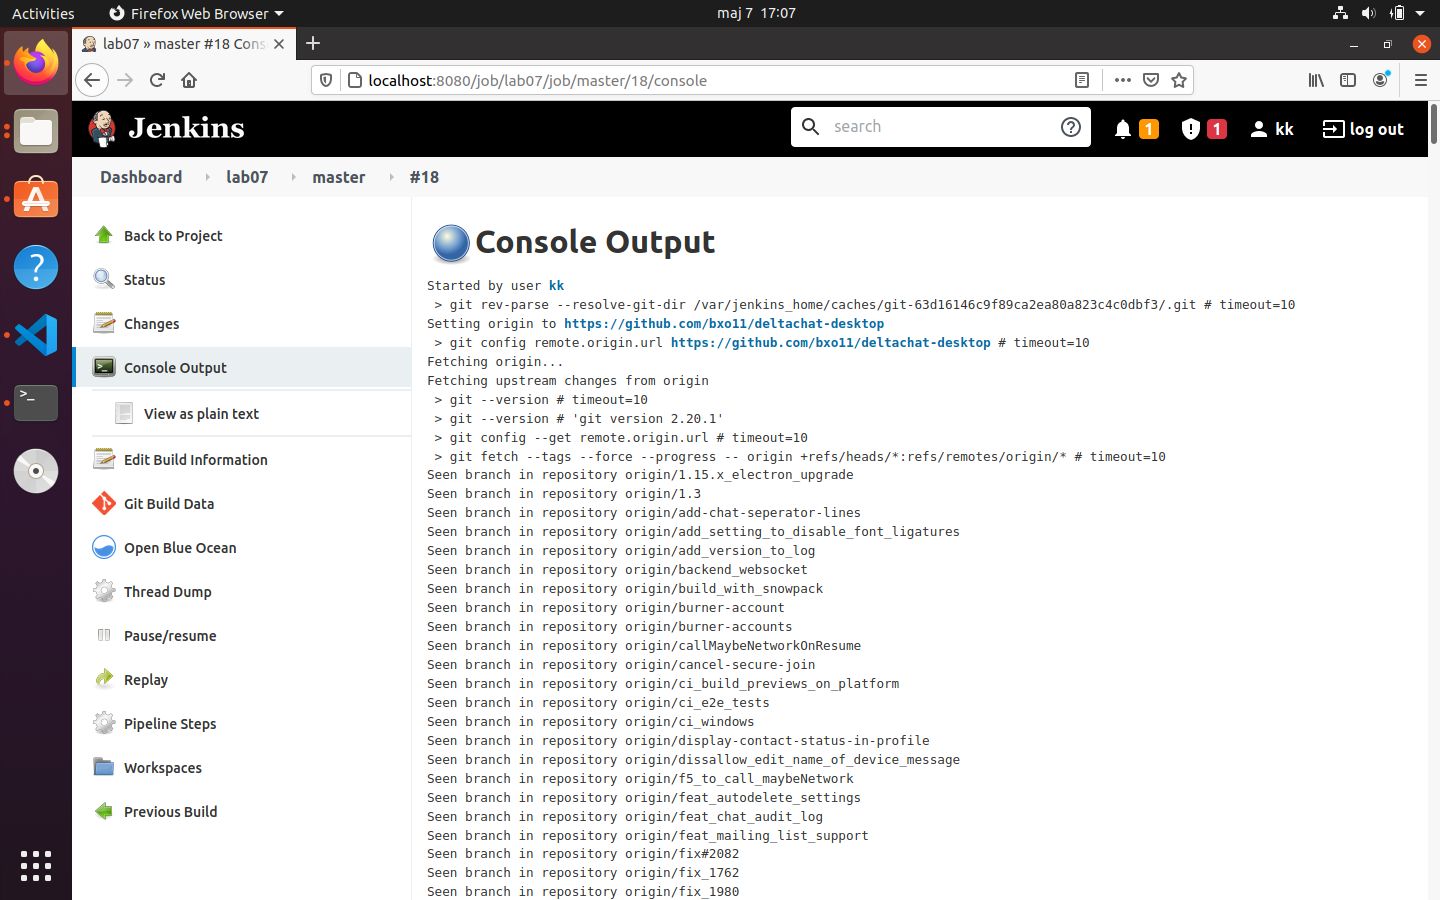 Activities
Firefox Web Browser
maj 7 17:07
lab07 » master #18 Cons
localhost:8080/job/lab07/job/master/18/console
Jenkins
search
1
1
kk
log out
Dashboard
lab07
master
#18
Back to Project
Status
Changes
Console Output
View as plain text
Edit Build Information
Git Build Data
Open Blue Ocean
Thread Dump
Pause/resume
Replay
Pipeline Steps
Workspaces
Previous Build
Console Output
Started by user kk
> git rev-parse --resolve-git-dir /var/jenkins_home/caches/git-63d16146c9f89ca2ea80a823c4c0dbf3/.git # timeout=10
Setting origin to https://github.com/bxo11/deltachat-desktop
> git config remote.origin.url https://github.com/bxo11/deltachat-desktop # timeout=10
Fetching origin...
Fetching upstream changes from origin
> git --version # timeout=10
> git --version # 'git version 2.20.1'
> git config --get remote.origin.url # timeout=10
> git fetch --tags --force --progress -- origin +refs/heads/*:refs/remotes/origin/* # timeout=10
Seen branch in repository origin/1.15.x_electron_upgrade
Seen branch in repository origin/1.3
Seen branch in repository origin/add-chat-seperator-lines
Seen branch in repository origin/add_setting_to_disable_font_ligatures
Seen branch in repository origin/add_version_to_log
Seen branch in repository origin/backend_websocket
Seen branch in repository origin/build_with_snowpack
Seen branch in repository origin/burner-account
Seen branch in repository origin/burner-accounts
Seen branch in repository origin/callMaybeNetworkOnResume
Seen branch in repository origin/cancel-secure-join
Seen branch in repository origin/ci_build_previews_on_platform
Seen branch in repository origin/ci_e2e_tests
Seen branch in repository origin/ci_windows
Seen branch in repository origin/display-contact-status-in-profile
Seen branch in repository origin/dissallow_edit_name_of_device_message
Seen branch in repository origin/f5_to_call_maybeNetwork
Seen branch in repository origin/feat_autodelete_settings
Seen branch in repository origin/feat_chat_audit_log
Seen branch in repository origin/feat_mailing_list_support
Seen branch in repository origin/fix#2082
Seen branch in repository origin/fix_1762
Seen branch in repository origin/fix_1980